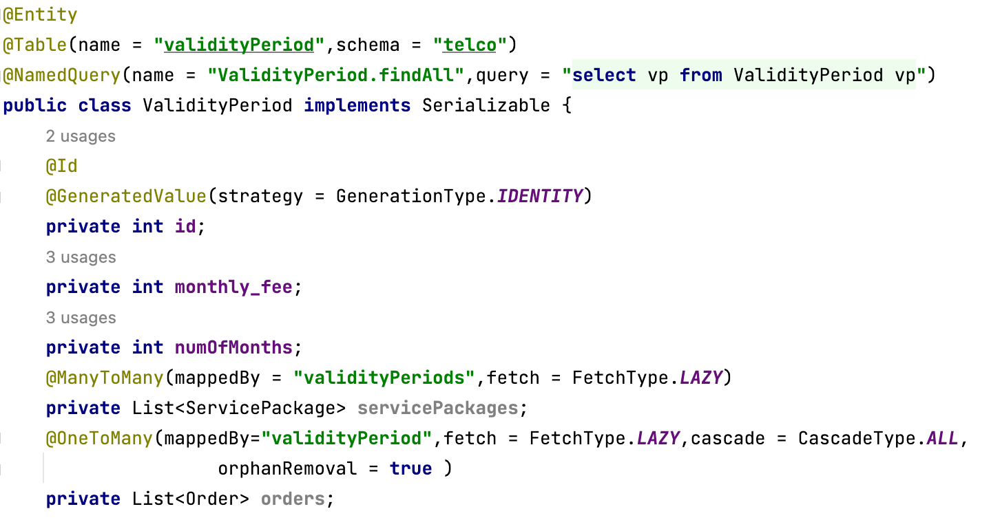 @Entity
@Table(name = "validityPeriod",schema = "telco")
@NamedQuery(name = "ValidityPeriod.findAll",query = "select vp from ValidityPeriod vp")
public class ValidityPeriod implements Serializable {
2 usages
@Id
@GeneratedValue(strategy = GenerationType.IDENTITY)
private int id;
3 usages
private int monthly_fee;
3 usages
private int numOfMonths;
@ManyToMany(mappedBy = "validityPeriods",fetch = FetchType.LAZY)
private List<ServicePackage> servicePackages;
@OneToMany(mappedBy="validityPeriod",fetch = FetchType.LAZY,cascade = CascadeType.ALL,
orphanRemoval = true )
private List<Order> orders;